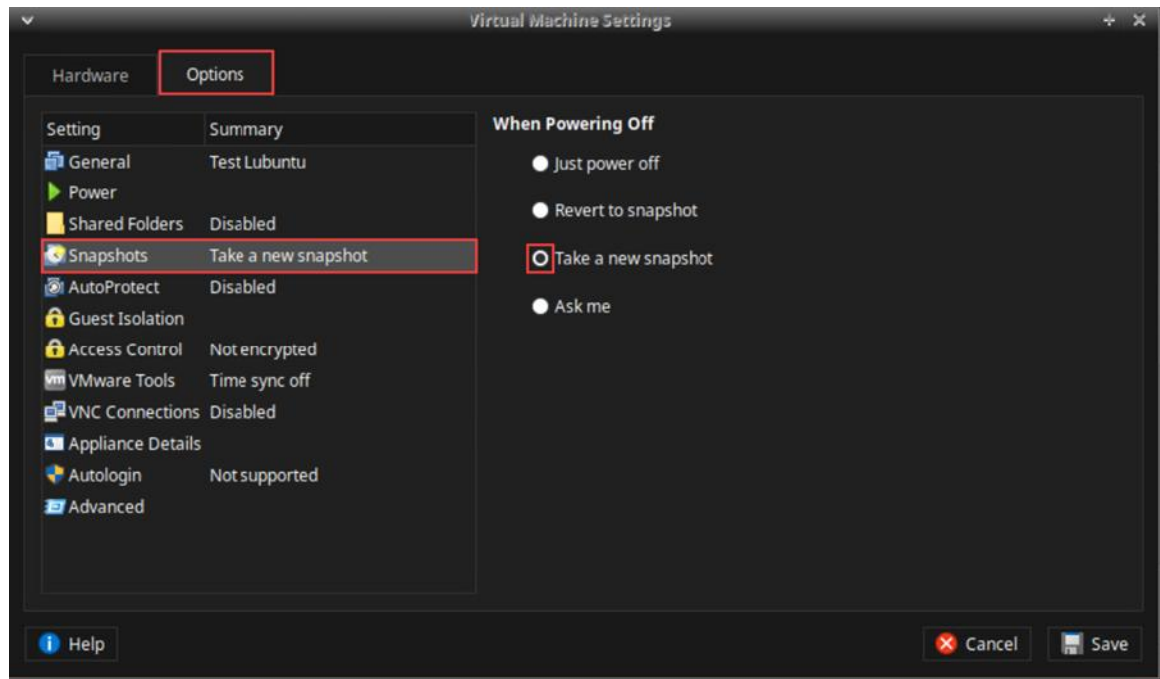 Virtual Machine Settings
Hardware Options
Setting Summary
General Test Lubuntu
Power
Shared Folders Disabled
Snapshots Take a new snapshot
AutoProtect Disabled
Guest Isolation
Access Control Not encrypted
vm VMware Tools Time sync off
VNC Connections Disabled
Appliance Details
Autologin Not supported
Advanced
When Powering Off
Just power off
Revert to snapshot
Take a new snapshot
Ask me
Help Cancel Save